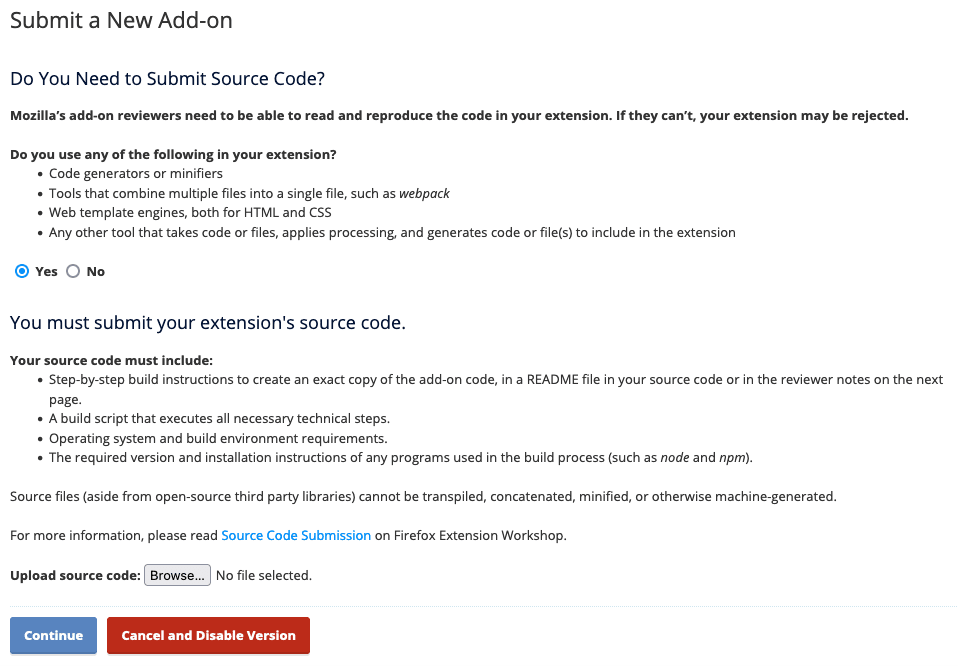 Submit a New Add-on
Do You Need to Submit Source Code?
Mozilla’s add-on reviewers need to be able to read and reproduce the code in your extension. If they can’t, your extension may be rejected.
Do you use any of the following in your extension?
• Code generators or minifiers
• Tools that combine multiple files into a single file, such as webpack
• Web template engines, both for HTML and CSS
• Any other tool that takes code or files, applies processing, and generates code or file(s) to include in the extension
Yes No
You must submit your extension's source code.
Your source code must include:
• Step-by-step build instructions to create an exact copy of the add-on code, in a README file in your source code or in the reviewer notes on the next
page.
• A build script that executes all necessary technical steps.
• Operating system and build environment requirements.
• The required version and installation instructions of any programs used in the build process (such as node and npm).
Source files (aside from open-source third party libraries) cannot be transpiled, concatenated, minified, or otherwise machine-generated.
For more information, please read Source Code Submission on Firefox Extension Workshop.
Upload source code: Browse... No file selected.
Continue Cancel and Disable Version